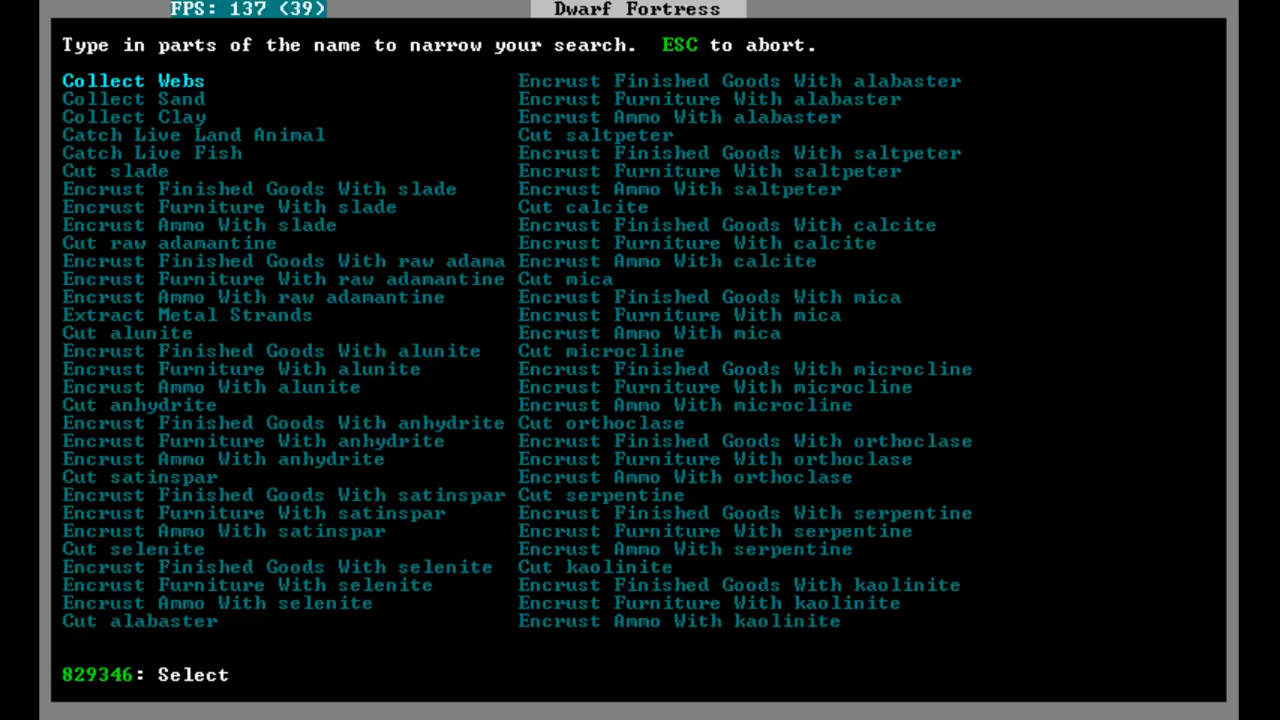 FPS: 137 (39) Dwarf Fortress
Type in parts of the name to narrow your search. ESC to abort.
Collect Webs
Collect Sand
Collect Clay
Catch Live Land Animal
Catch Live Fish
Cut slade
Encrust Finished Goods With slade
Encrust Furniture With slade
Encrust Ammo With slade
Cut raw adamantine
Encrust Finished Goods With raw adama
Encrust Furniture With raw adamantine
Encrust Ammo With raw adamantine
Extract Metal Strands
Cut alunite
Encrust Finished Goods With alunite
Encrust Furniture With alunite
Encrust Ammo With alunite
Cut anhydrite
Encrust Finished Goods With anhydrite
Encrust Furniture With anhydrite
Encrust Ammo With anhydrite
Cut satinspar
Encrust Finished Goods With satinspar
Encrust Furniture With satinspar
Encrust Ammo With satinspar
Cut selenite
Encrust Finished Goods With selenite
Encrust Furniture With selenite
Encrust Ammo With selenite
Cut alabaster
Encrust Finished Goods With alabaster
Encrust Furniture With alabaster
Encrust Ammo With alabaster
Cut saltpeter
Encrust Finished Goods With saltpeter
Encrust Furniture With saltpeter
Encrust Ammo With saltpeter
Cut calcite
Encrust Finished Goods With calcite
Encrust Furniture With calcite
Encrust Ammo With calcite
Cut mica
Encrust Finished Goods With mica
Encrust Furniture With mica
Encrust Ammo With mica
Cut microcline
Encrust Finished Goods With microcline
Encrust Furniture With microcline
Encrust Ammo With microcline
Cut orthoclase
Encrust Finished Goods With orthoclase
Encrust Furniture With orthoclase
Encrust Ammo With orthoclase
Cut serpentine
Encrust Finished Goods With serpentine
Encrust Furniture With serpentine
Encrust Ammo With serpentine
Cut kaolinite
Encrust Finished Goods With kaolinite
Encrust Furniture With kaolinite
Encrust Ammo With kaolinite
829346: Select